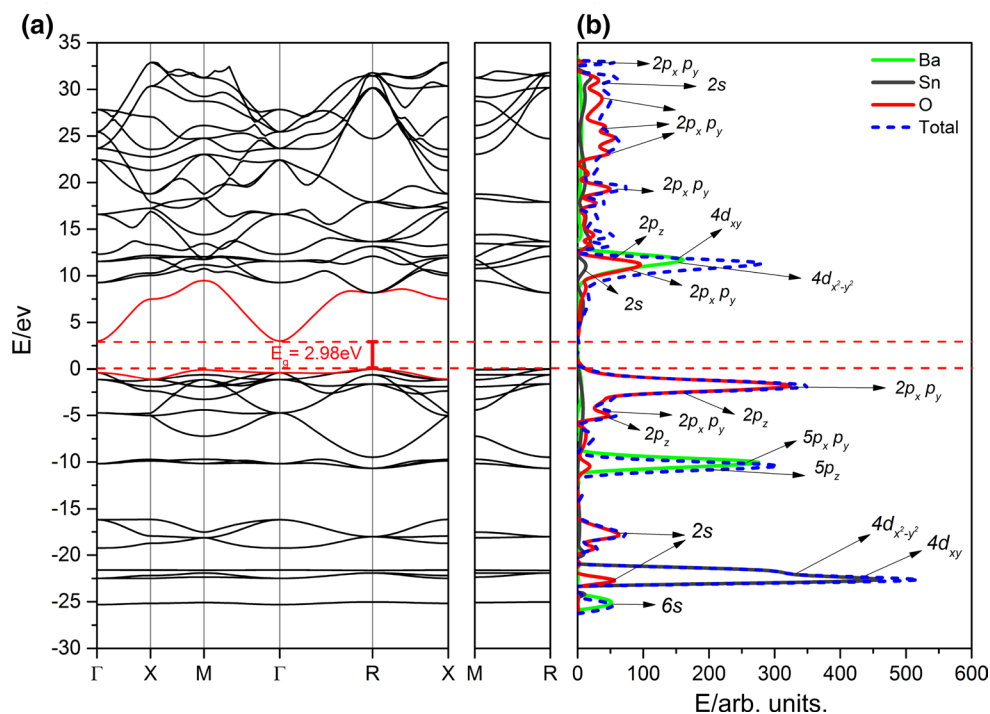 (a)
(b)
35
30
25
20
15
10
5
0
-5
-10
-15
-20
-25
-30
E/ev
E_g = 2.98eV
Γ X M Γ R X M R
Ba
Sn
O
Total
2p_x p_y
2s
2p_x p_y
2p_x p_y
2p_z
4d_xy
4d_x²-y²
2p_x p_y
2s
2p_x p_y
2p_x p_y
2p_z
2p_z
5p_x p_y
5p_z
4d_x²-y²
2s
4d_xy
6s
0 100 200 300 400 500 600
E/arb. units.